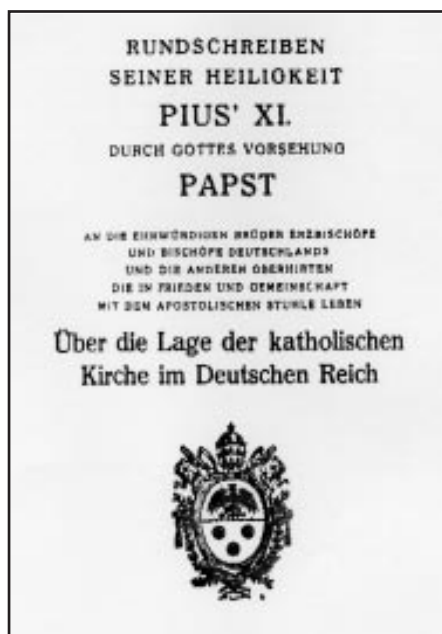 RUNDSCHREIBEN
SEINER HEILIGKEIT
PIUS' XI.
DURCH GOTTES VORSEHUNG
PAPST
AN DIE EHRWÜRDIGEN BRÜDER ERZBISCHÖFE
UND BISCHÖFE DEUTSCHLANDS
UND DIE ANDEREN OBERHIRTEN
DIE IN FRIEDEN UND GEMEINSCHAFT
MIT DEM APOSTOLISCHEN STUHLE LEBEN
Über die Lage der katholischen
Kirche im Deutschen Reich